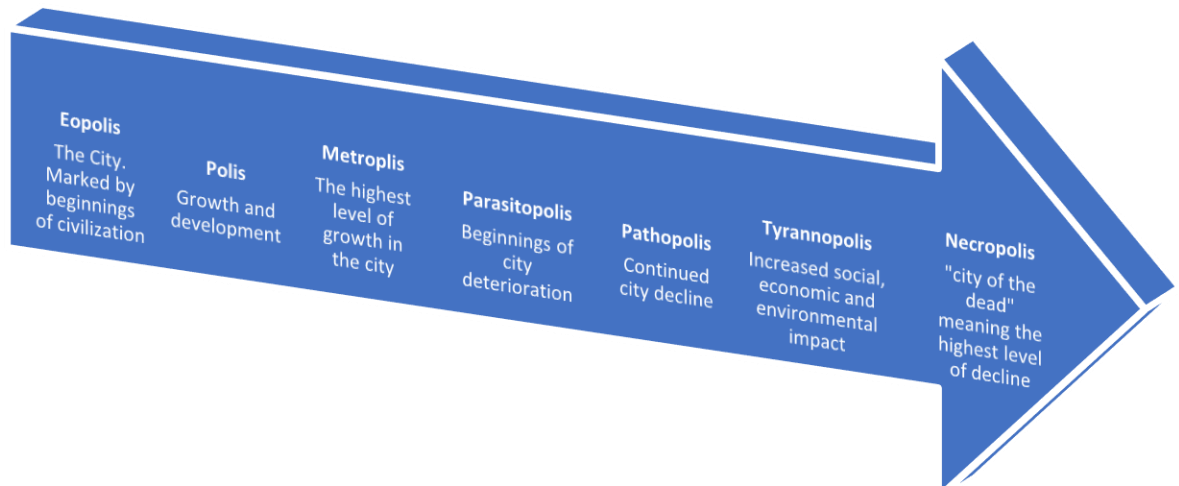 Eopolis
The City.
Marked by
beginnings
of civilization
Polis
Growth and
development
Metroplis
The highest
level of
growth in
the city
Parasitopolis
Beginnings of
city
deterioration
Pathopolis
Continued
city decline
Tyrannopolis
Increased social,
economic and
environmental
impact
Necropolis
"city of the
dead"
meaning the
highest level
of decline